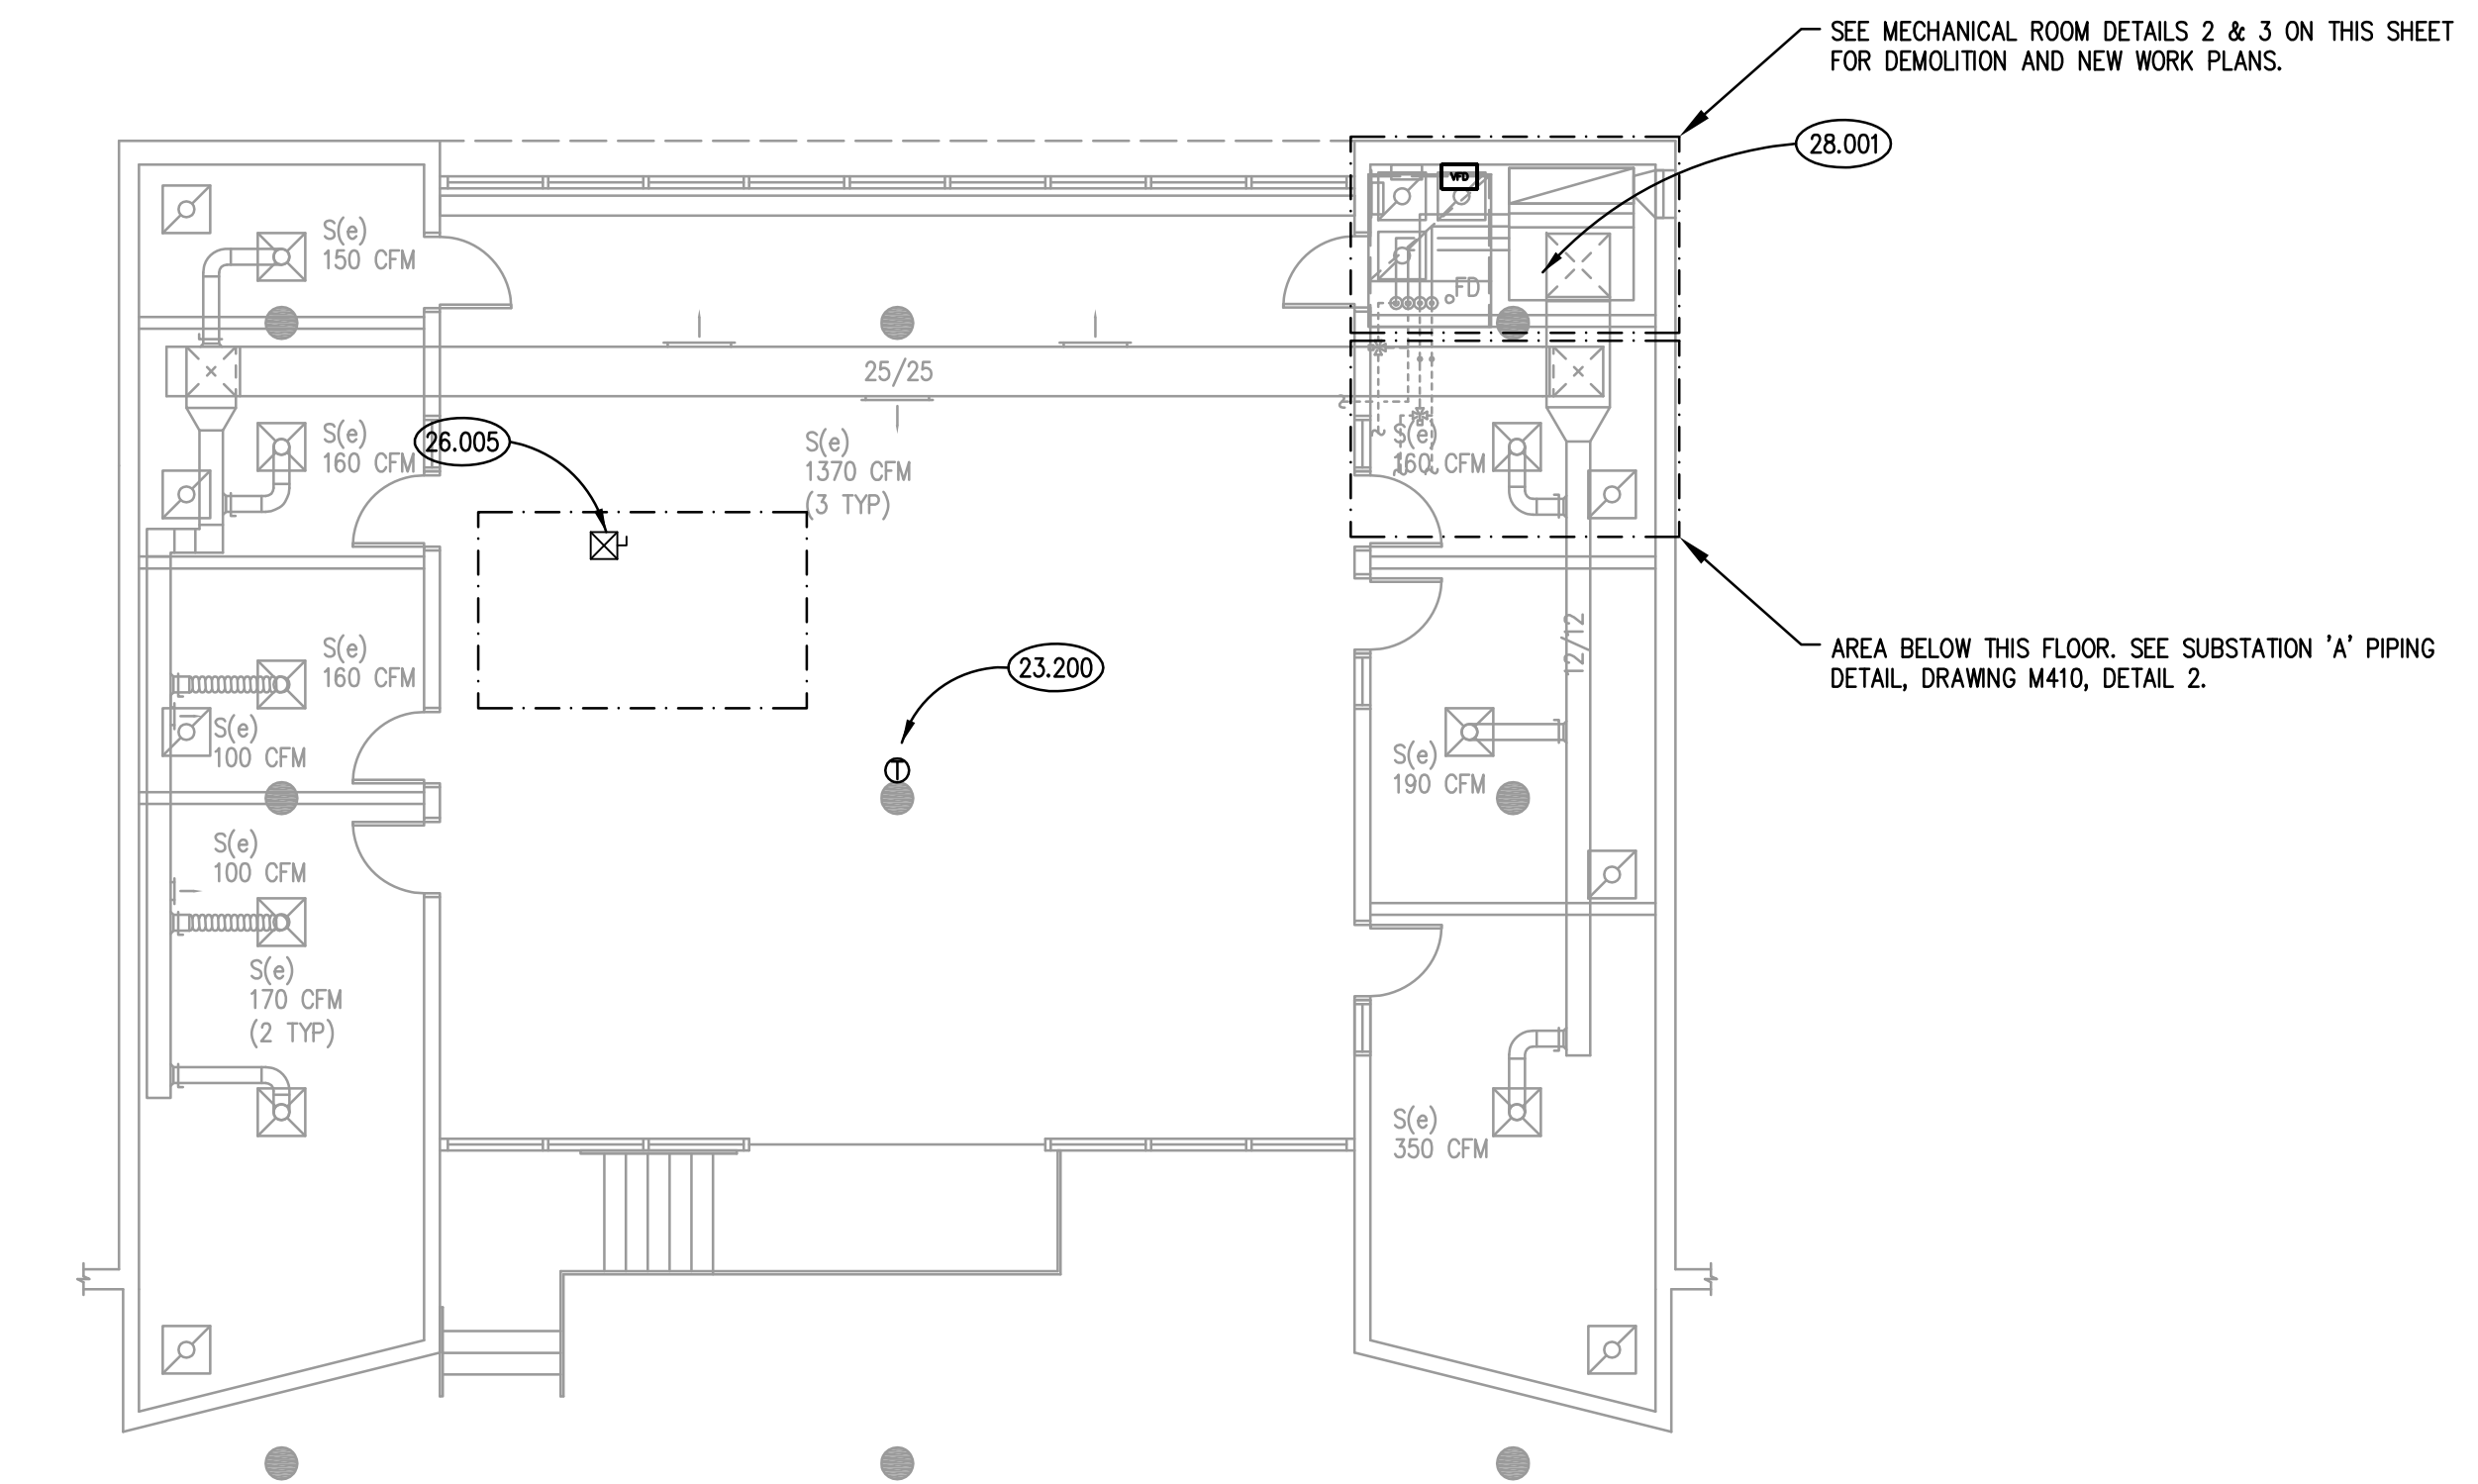 SEE MECHANICAL ROOM DETAILS 2 & 3 ON THIS SHEET
FOR DEMOLITION AND NEW WORK PLANS.
28.001
VFD
S(e)
150 CFM
FD
25/25
26.005
S(e)
160 CFM
S(e)
1370 CFM
(3 TYP)
S(e)
160 CFM
12/12
AREA BELOW THIS FLOOR. SEE SUBSTATION 'A' PIPING
DETAIL, DRAWING M410, DETAIL 2.
S(e)
160 CFM
23.200
S(e)
100 CFM
T
S(e)
190 CFM
S(e)
100 CFM
S(e)
170 CFM
(2 TYP)
S(e)
350 CFM